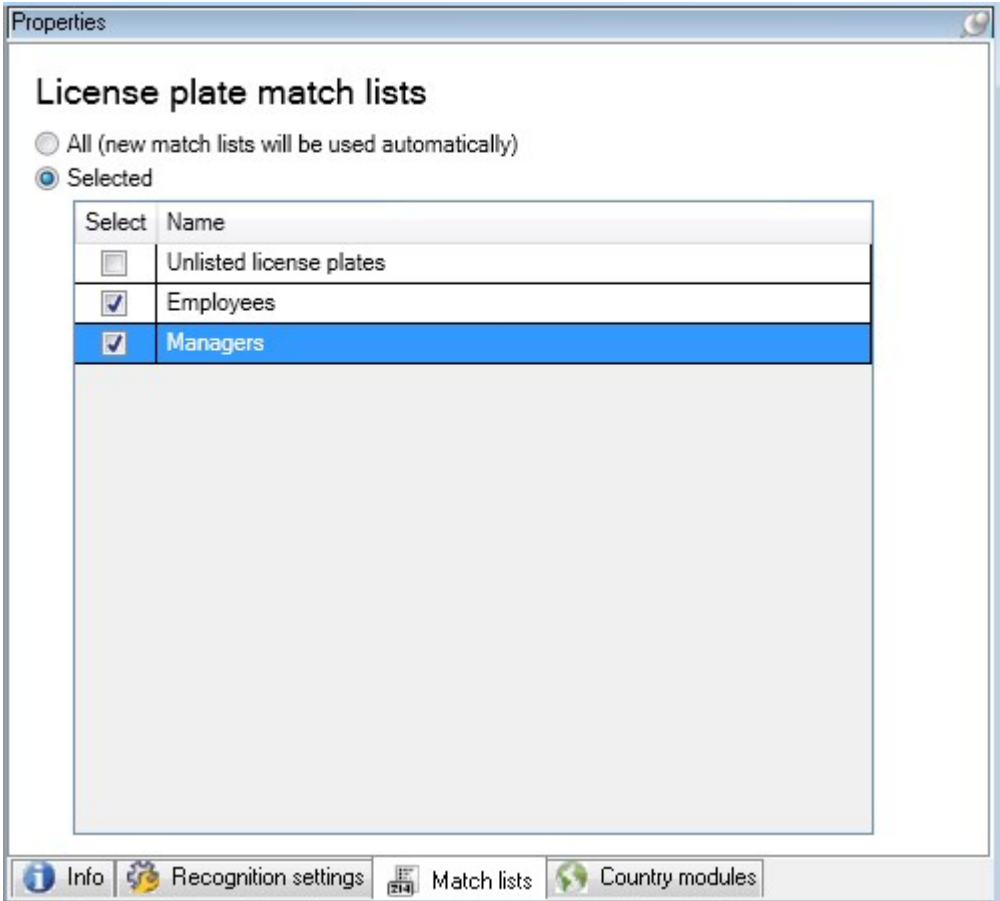 Properties
License plate match lists
All (new match lists will be used automatically)
Selected
Select Name
Unlisted license plates
Employees
Managers
Info Recognition settings Match lists Country modules